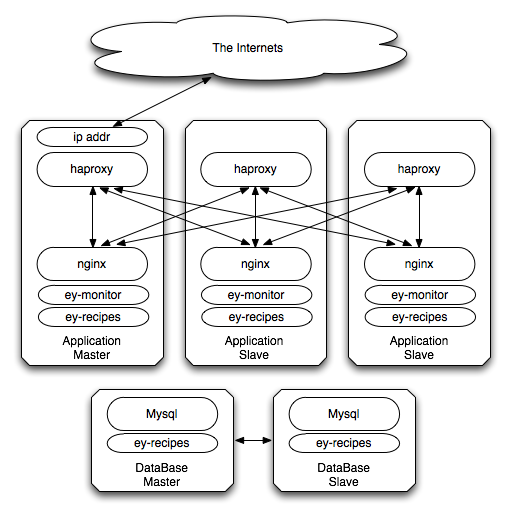 The Internets
ip addr
haproxy
haproxy
haproxy
nginx
nginx
nginx
ey-monitor
ey-monitor
ey-monitor
ey-recipes
ey-recipes
ey-recipes
Application
Master
Application
Slave
Application
Slave
Mysql
Mysql
ey-recipes
ey-recipes
DataBase
Master
DataBase
Slave